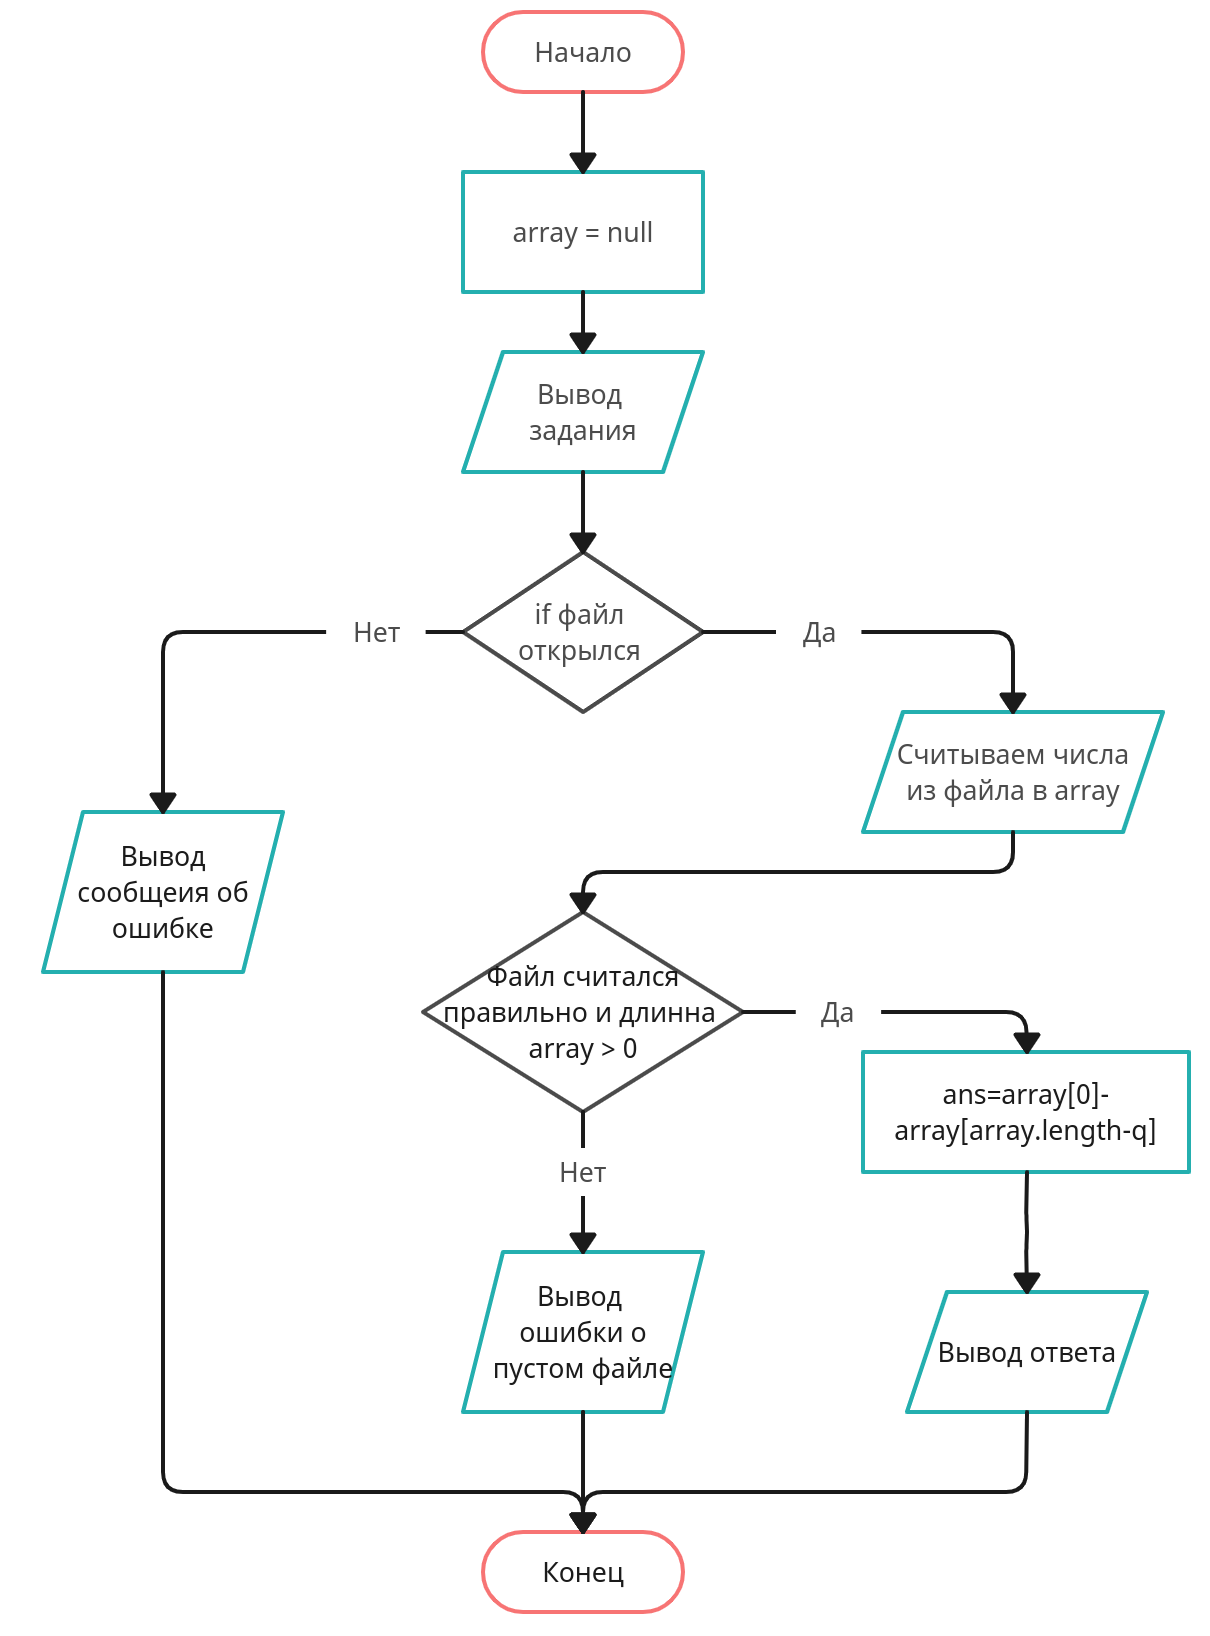 Начало
array = null
Вывод
задания
if файл
открылся
Нет
Да
Считываем числа
из файла в array
Вывод
сообщеия об
ошибке
Файл считался
правильно и длинна
array > 0
Да
ans=array[0]-
array[array.length-q]
Нет
Вывод
ошибки о
пустом файле
Вывод ответа
Конец